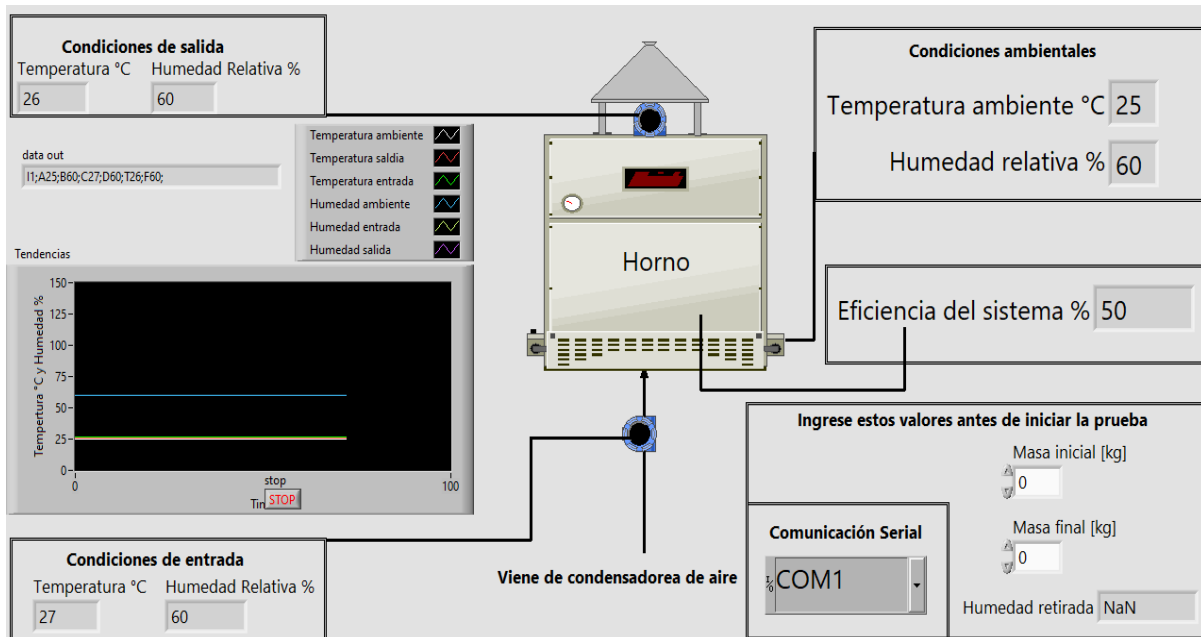 Condiciones de salida
Temperatura °C Humedad Relativa %
26 60
data out
I1;A25;B60;C27;D60;T26;F60;
Temperatura ambiente
Temperatura saldia
Temperatura entrada
Humedad ambiente
Humedad entrada
Humedad salida
Tendencias
Tempertura °C y Humedad %
150
125
100
75
50
25
0
0 100
stop
Tim
STOP
Condiciones de entrada
Temperatura °C Humedad Relativa %
27 60
Horno
Viene de condensadorea de aire
Condiciones ambientales
Temperatura ambiente °C 25
Humedad relativa % 60
Eficiencia del sistema % 50
Ingrese estos valores antes de iniciar la prueba
Masa inicial [kg]
0
Masa final [kg]
0
Humedad retirada NaN
Comunicación Serial
COM1